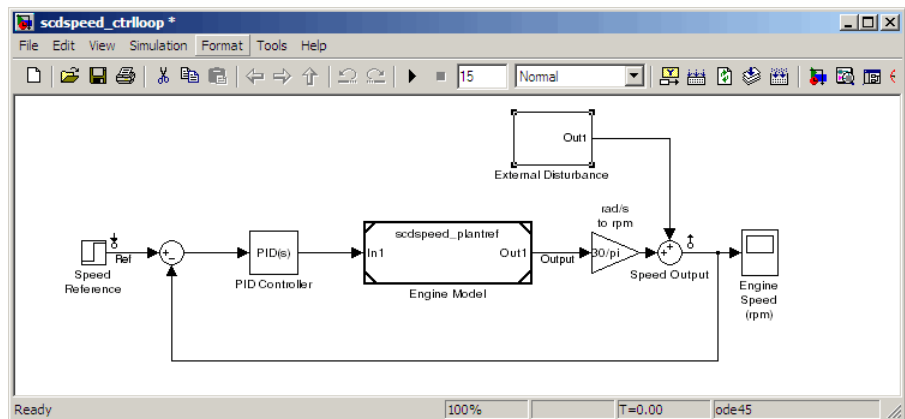 scdspeed_ctrlloop *
File Edit View Simulation Format Tools Help
15 Normal
Out1
External Disturbance
rad/s
to rpm
scdspeed_plantref
Ref
+
-
PID(s)
In1
Out1
Output
30/pi
+
+
Speed
Reference
PID Controller
Engine Model
Speed Output
Engine
Speed
(rpm)
Ready 100% T=0.00 ode45